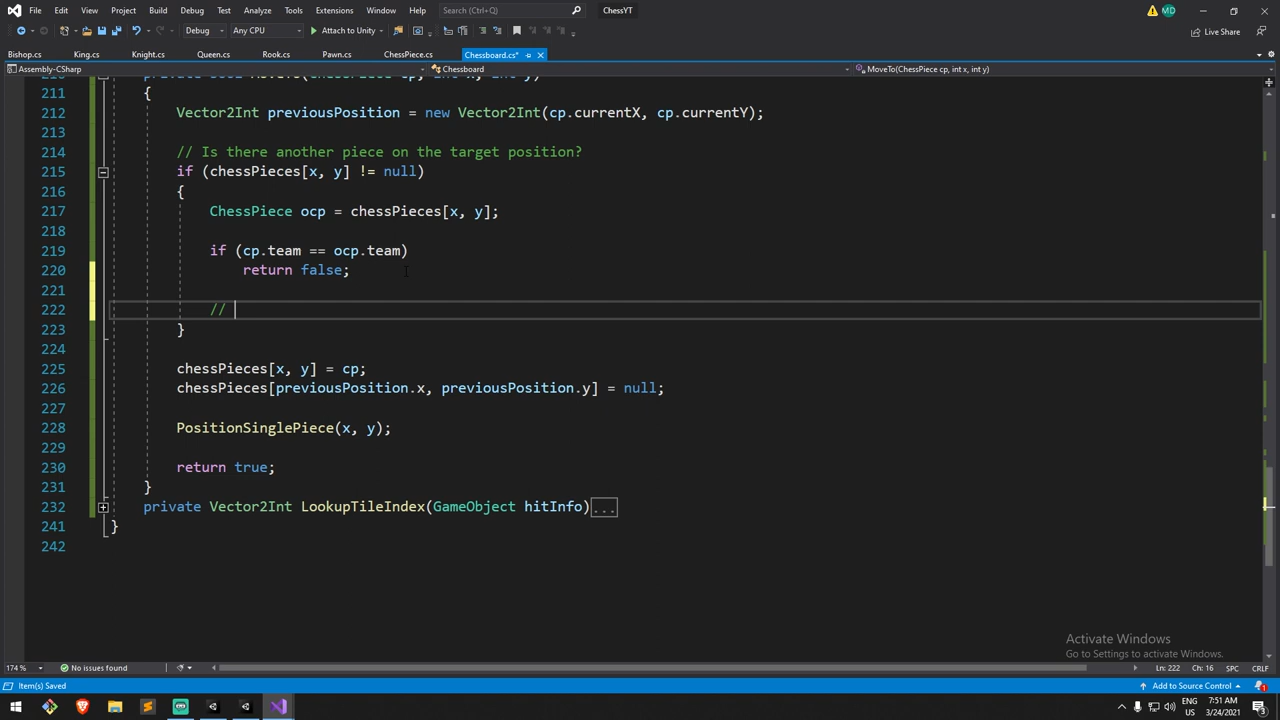 File Edit View Project Build Debug Test Analyze Tools Extensions Window Help Search (Ctrl+Q) ChessYT MD
Debug Any CPU Attach to Unity Live Share
Bishop.cs King.cs Knight.cs Queen.cs Rook.cs Pawn.cs ChessPiece.cs Chessboard.cs*
Assembly-CSharp Chessboard MoveTo(ChessPiece cp, int x, int y)
211 {
212 Vector2Int previousPosition = new Vector2Int(cp.currentX, cp.currentY);
213
214 // Is there another piece on the target position?
215 if (chessPieces[x, y] != null)
216 {
217 ChessPiece ocp = chessPieces[x, y];
218
219 if (cp.team == ocp.team)
220 return false;
221
222 //
223 }
224
225 chessPieces[x, y] = cp;
226 chessPieces[previousPosition.x, previousPosition.y] = null;
227
228 PositionSinglePiece(x, y);
229
230 return true;
231 }
232 private Vector2Int LookupTileIndex(GameObject hitInfo)...
241 }
242
Activate Windows
Go to Settings to activate Windows.
174 % No issues found Ln: 222 Ch: 16 SPC CRLF
Item(s) Saved Add to Source Control 1
ENG 7:51 AM
US 3/24/2021 3